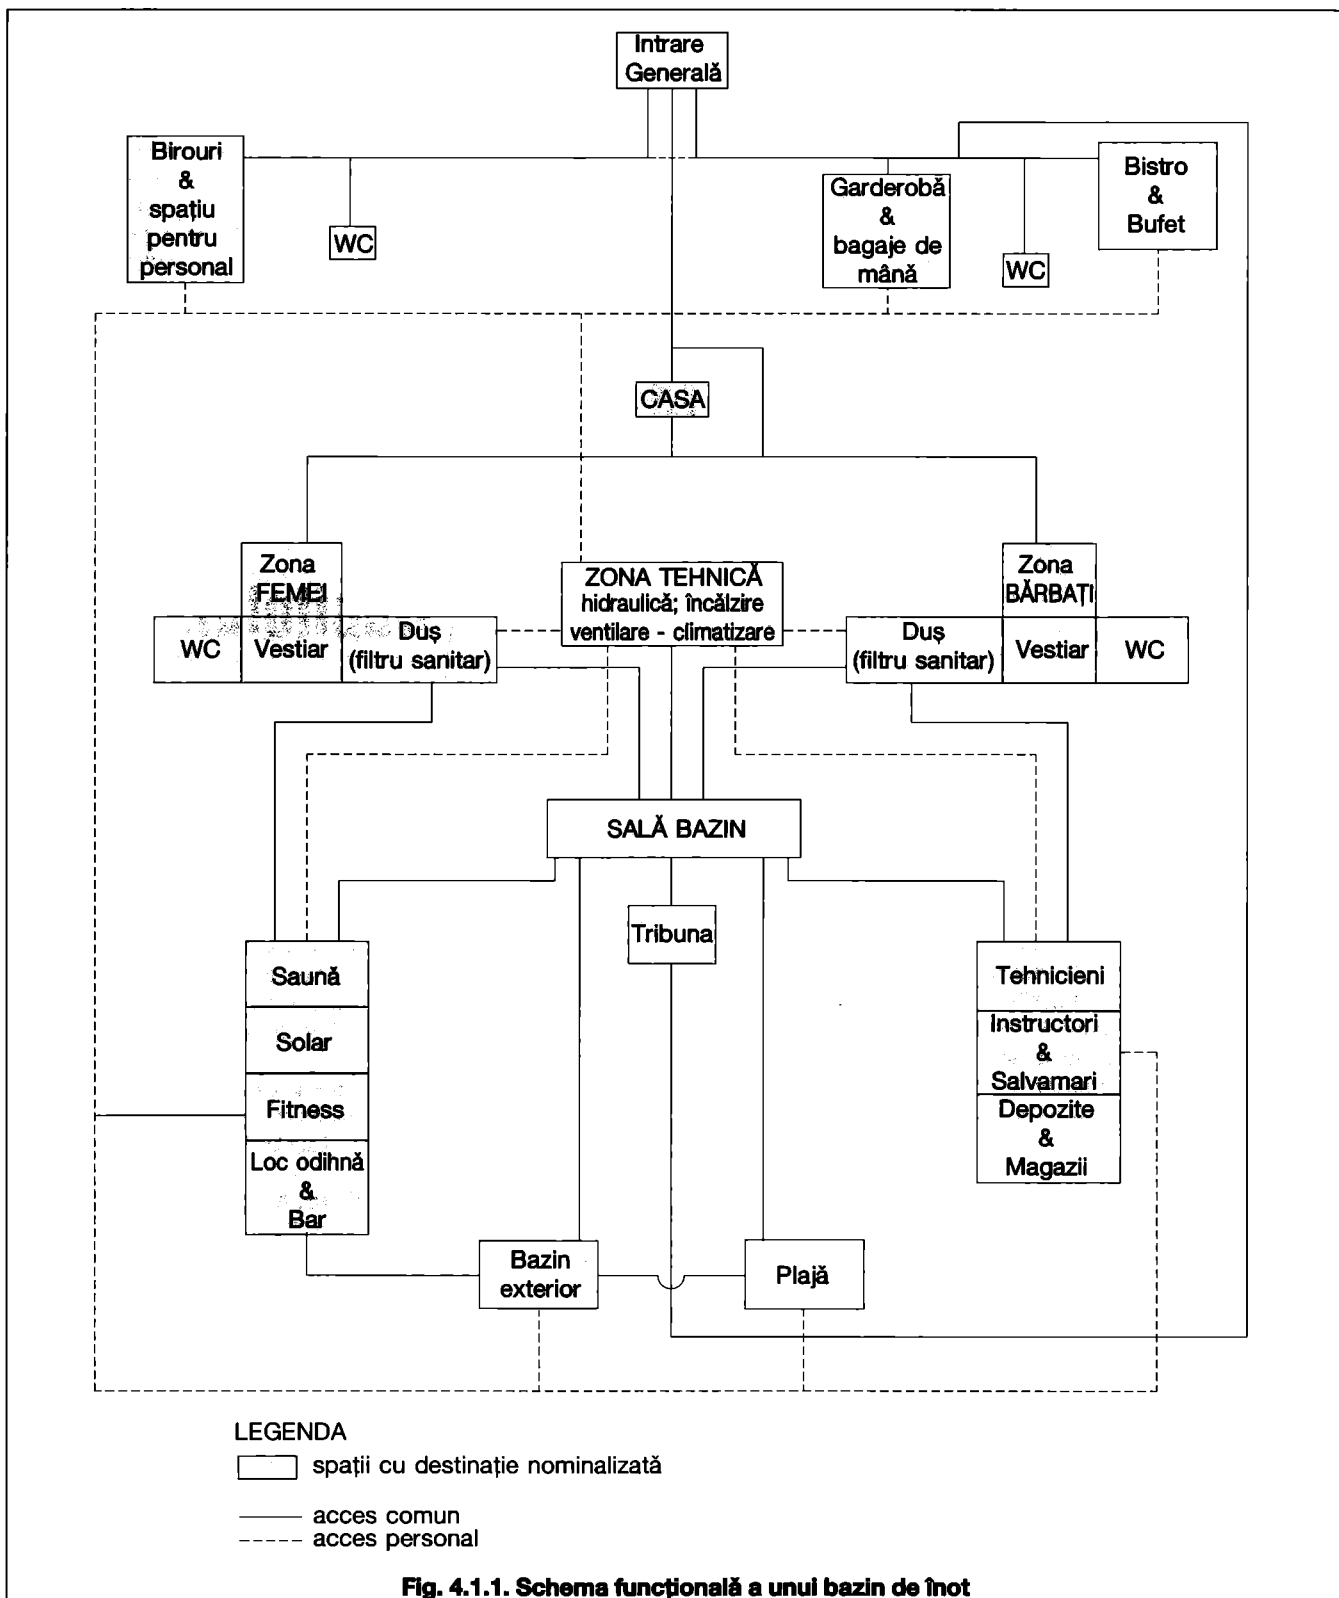 Intrare
Generală
Birouri
&
spațiu
pentru
personal
WC
Garderobă
&
bagaje de
mână
WC
Bistro
&
Bufet
CASA
Zona
FEMEI
WC
Vestiar
Duș
(filtru sanitar)
ZONA TEHNICĂ
hidraulică; încălzire
ventilare - climatizare
Zona
BĂRBAȚI
Duș
(filtru sanitar)
Vestiar
WC
SALĂ BAZIN
Tribuna
Saună
Solar
Fitness
Loc odihnă
&
Bar
Tehnicieni
Instructori
&
Salvamari
Depozite
&
Magazii
Bazin
exterior
Plajă
LEGENDA
spații cu destinație nominalizată
acces comun
acces personal
Fig. 4.1.1. Schema funcțională a unui bazin de înot